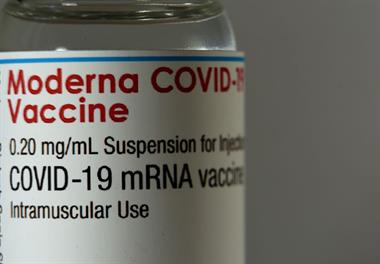 Moderna COVID-19
Vaccine
0.20 mg/mL Suspension for Injection
COVID-19 mRNA vaccine
Intramuscular Use